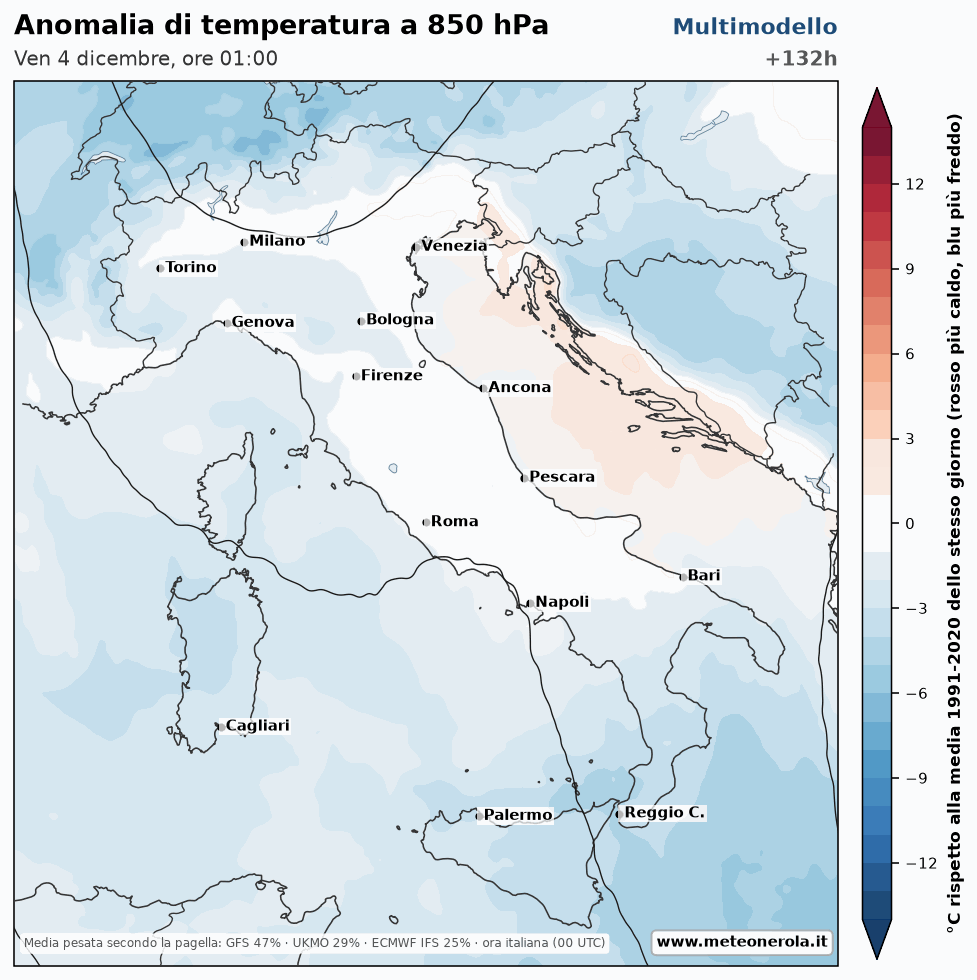 Anomalia di temperatura a 850 hPa
Multimodello
Ven 4 dicembre, ore 01:00
+132h
Milano
Venezia
Torino
Genova
Bologna
Firenze
Ancona
Pescara
Roma
Bari
Napoli
Cagliari
Palermo
Reggio C.
12
9
6
3
0
−3
−6
−9
−12
°C rispetto alla media 1991-2020 dello stesso giorno (rosso più caldo, blu più freddo)
Media pesata secondo la pagella: GFS 47% · UKMO 29% · ECMWF IFS 25% · ora italiana (00 UTC)
www.meteonerola.it